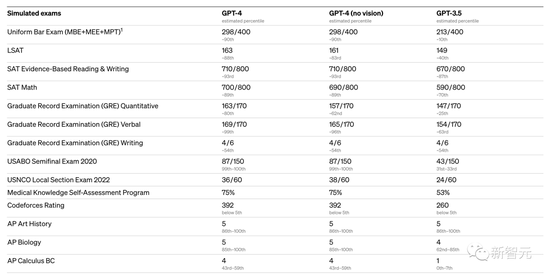 Simulated exams GPT-4 GPT-4 (no vision) GPT-3.5
estimated percentile estimated percentile estimated percentile
Uniform Bar Exam (MBE+MEE+MPT)1 298/400 298/400 213/400
~90th ~90th ~10th
LSAT 163 161 149
~88th ~83rd ~40th
SAT Evidence-Based Reading & Writing 710/800 710/800 670/800
~93rd ~93rd ~87th
SAT Math 700/800 690/800 590/800
~89th ~89th ~70th
Graduate Record Examination (GRE) Quantitative 163/170 157/170 147/170
~80th ~62nd ~25th
Graduate Record Examination (GRE) Verbal 169/170 165/170 154/170
~99th ~96th ~63rd
Graduate Record Examination (GRE) Writing 4/6 4/6 4/6
~54th ~54th ~54th
USABO Semifinal Exam 2020 87/150 87/150 43/150
99th-100th 99th-100th 31st-33rd
USNCO Local Section Exam 2022 36/60 38/60 24/60
Medical Knowledge Self-Assessment Program 75% 75% 53%
Codeforces Rating 392 392 260
below 5th below 5th below 5th
AP Art History 5 5 5
86th-100th 86th-100th 86th-100th
AP Biology 5 5 4
85th-100th 85th-100th 62nd-85th
AP Calculus BC 4 4 1
43rd-59th 43rd-59th 0th-7th
新智元